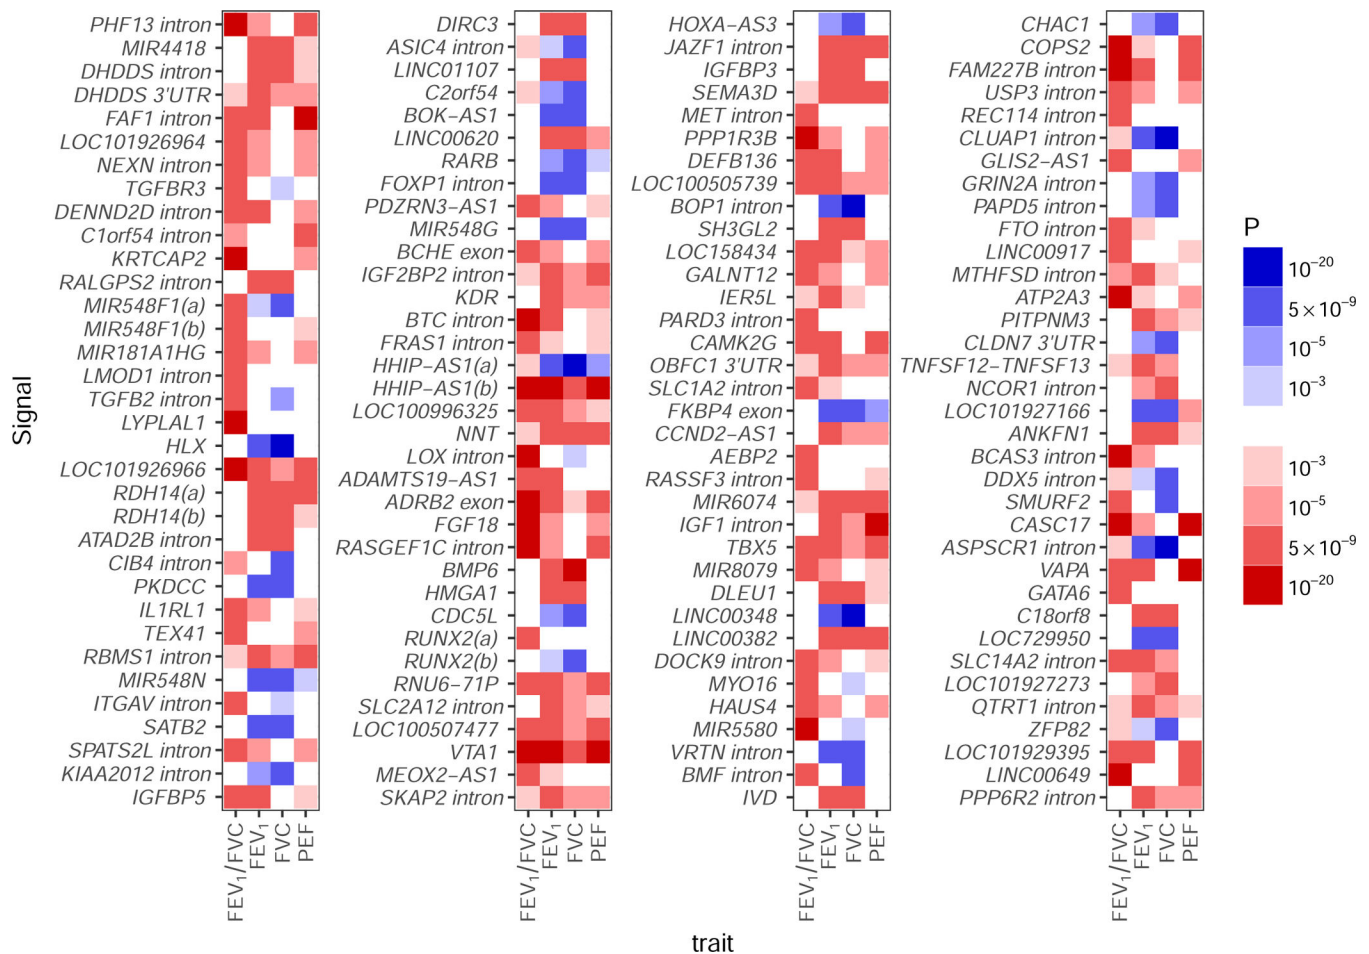 Signal
PHF13 intron
MIR4418
DHDDS intron
DHDDS 3'UTR
FAF1 intron
LOC101926964
NEXN intron
TGFBR3
DENND2D intron
C1orf54 intron
KRTCAP2
RALGPS2 intron
MIR548F1(a)
MIR548F1(b)
MIR181A1HG
LMOD1 intron
TGFB2 intron
LYPLAL1
HLX
LOC101926966
RDH14(a)
RDH14(b)
ATAD2B intron
CIB4 intron
PKDCC
IL1RL1
TEX41
RBMS1 intron
MIR548N
ITGAV intron
SATB2
SPATS2L intron
KIAA2012 intron
IGFBP5
FEV₁/FVC
FEV₁
FVC
PEF
DIRC3
ASIC4 intron
LINC01107
C2orf54
BOK−AS1
LINC00620
RARB
FOXP1 intron
PDZRN3−AS1
MIR548G
BCHE exon
IGF2BP2 intron
KDR
BTC intron
FRAS1 intron
HHIP−AS1(a)
HHIP−AS1(b)
LOC100996325
NNT
LOX intron
ADAMTS19−AS1
ADRB2 exon
FGF18
RASGEF1C intron
BMP6
HMGA1
CDC5L
RUNX2(a)
RUNX2(b)
RNU6−71P
SLC2A12 intron
LOC100507477
VTA1
MEOX2−AS1
SKAP2 intron
FEV₁/FVC
FEV₁
FVC
PEF
HOXA−AS3
JAZF1 intron
IGFBP3
SEMA3D
MET intron
PPP1R3B
DEFB136
LOC100505739
BOP1 intron
SH3GL2
LOC158434
GALNT12
IER5L
PARD3 intron
CAMK2G
OBFC1 3'UTR
SLC1A2 intron
FKBP4 exon
CCND2−AS1
AEBP2
RASSF3 intron
MIR6074
IGF1 intron
TBX5
MIR8079
DLEU1
LINC00348
LINC00382
DOCK9 intron
MYO16
HAUS4
MIR5580
VRTN intron
BMF intron
IVD
FEV₁/FVC
FEV₁
FVC
PEF
CHAC1
COPS2
FAM227B intron
USP3 intron
REC114 intron
CLUAP1 intron
GLIS2−AS1
GRIN2A intron
PAPD5 intron
FTO intron
LINC00917
MTHFSD intron
ATP2A3
PITPNM3
CLDN7 3'UTR
TNFSF12−TNFSF13
NCOR1 intron
LOC101927166
ANKFN1
BCAS3 intron
DDX5 intron
SMURF2
CASC17
ASPSCR1 intron
VAPA
GATA6
C18orf8
LOC729950
SLC14A2 intron
LOC101927273
QTRT1 intron
ZFP82
LOC101929395
LINC00649
PPP6R2 intron
FEV₁/FVC
FEV₁
FVC
PEF
trait
P
10⁻²⁰
5×10⁻⁹
10⁻⁵
10⁻³
10⁻³
10⁻⁵
5×10⁻⁹
10⁻²⁰